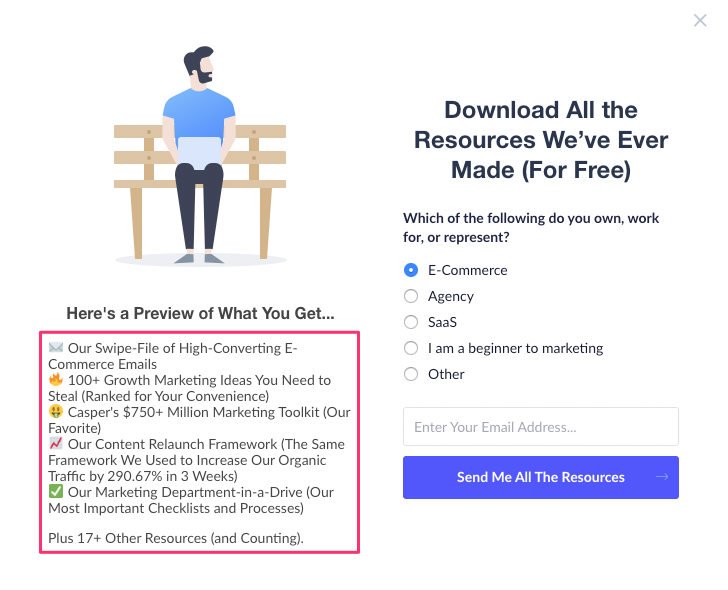 Here's a Preview of What You Get...
✉️ Our Swipe-File of High-Converting E-
Commerce Emails
🔥 100+ Growth Marketing Ideas You Need to
Steal (Ranked for Your Convenience)
🤑 Casper's $750+ Million Marketing Toolkit (Our
Favorite)
📈 Our Content Relaunch Framework (The Same
Framework We Used to Increase Our Organic
Traffic by 290.67% in 3 Weeks)
✅ Our Marketing Department-in-a-Drive (Our
Most Important Checklists and Processes)
Plus 17+ Other Resources (and Counting).
Download All the
Resources We’ve Ever
Made (For Free)
Which of the following do you own, work
for, or represent?
E-Commerce
Agency
SaaS
I am a beginner to marketing
Other
Enter Your Email Address...
Send Me All The Resources →